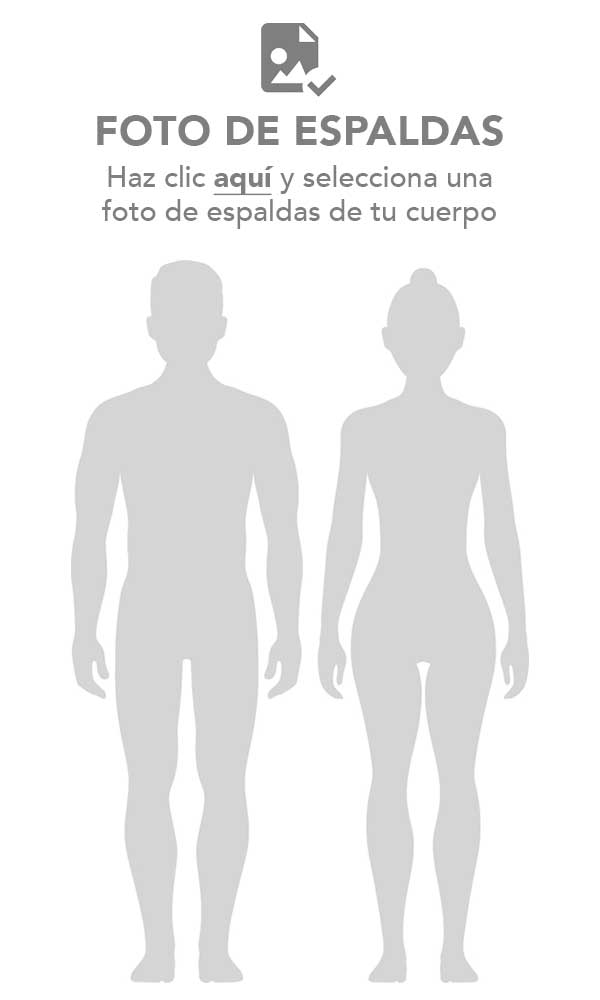 FOTO DE ESPALDAS
Haz clic aquí y selecciona una
foto de espaldas de tu cuerpo